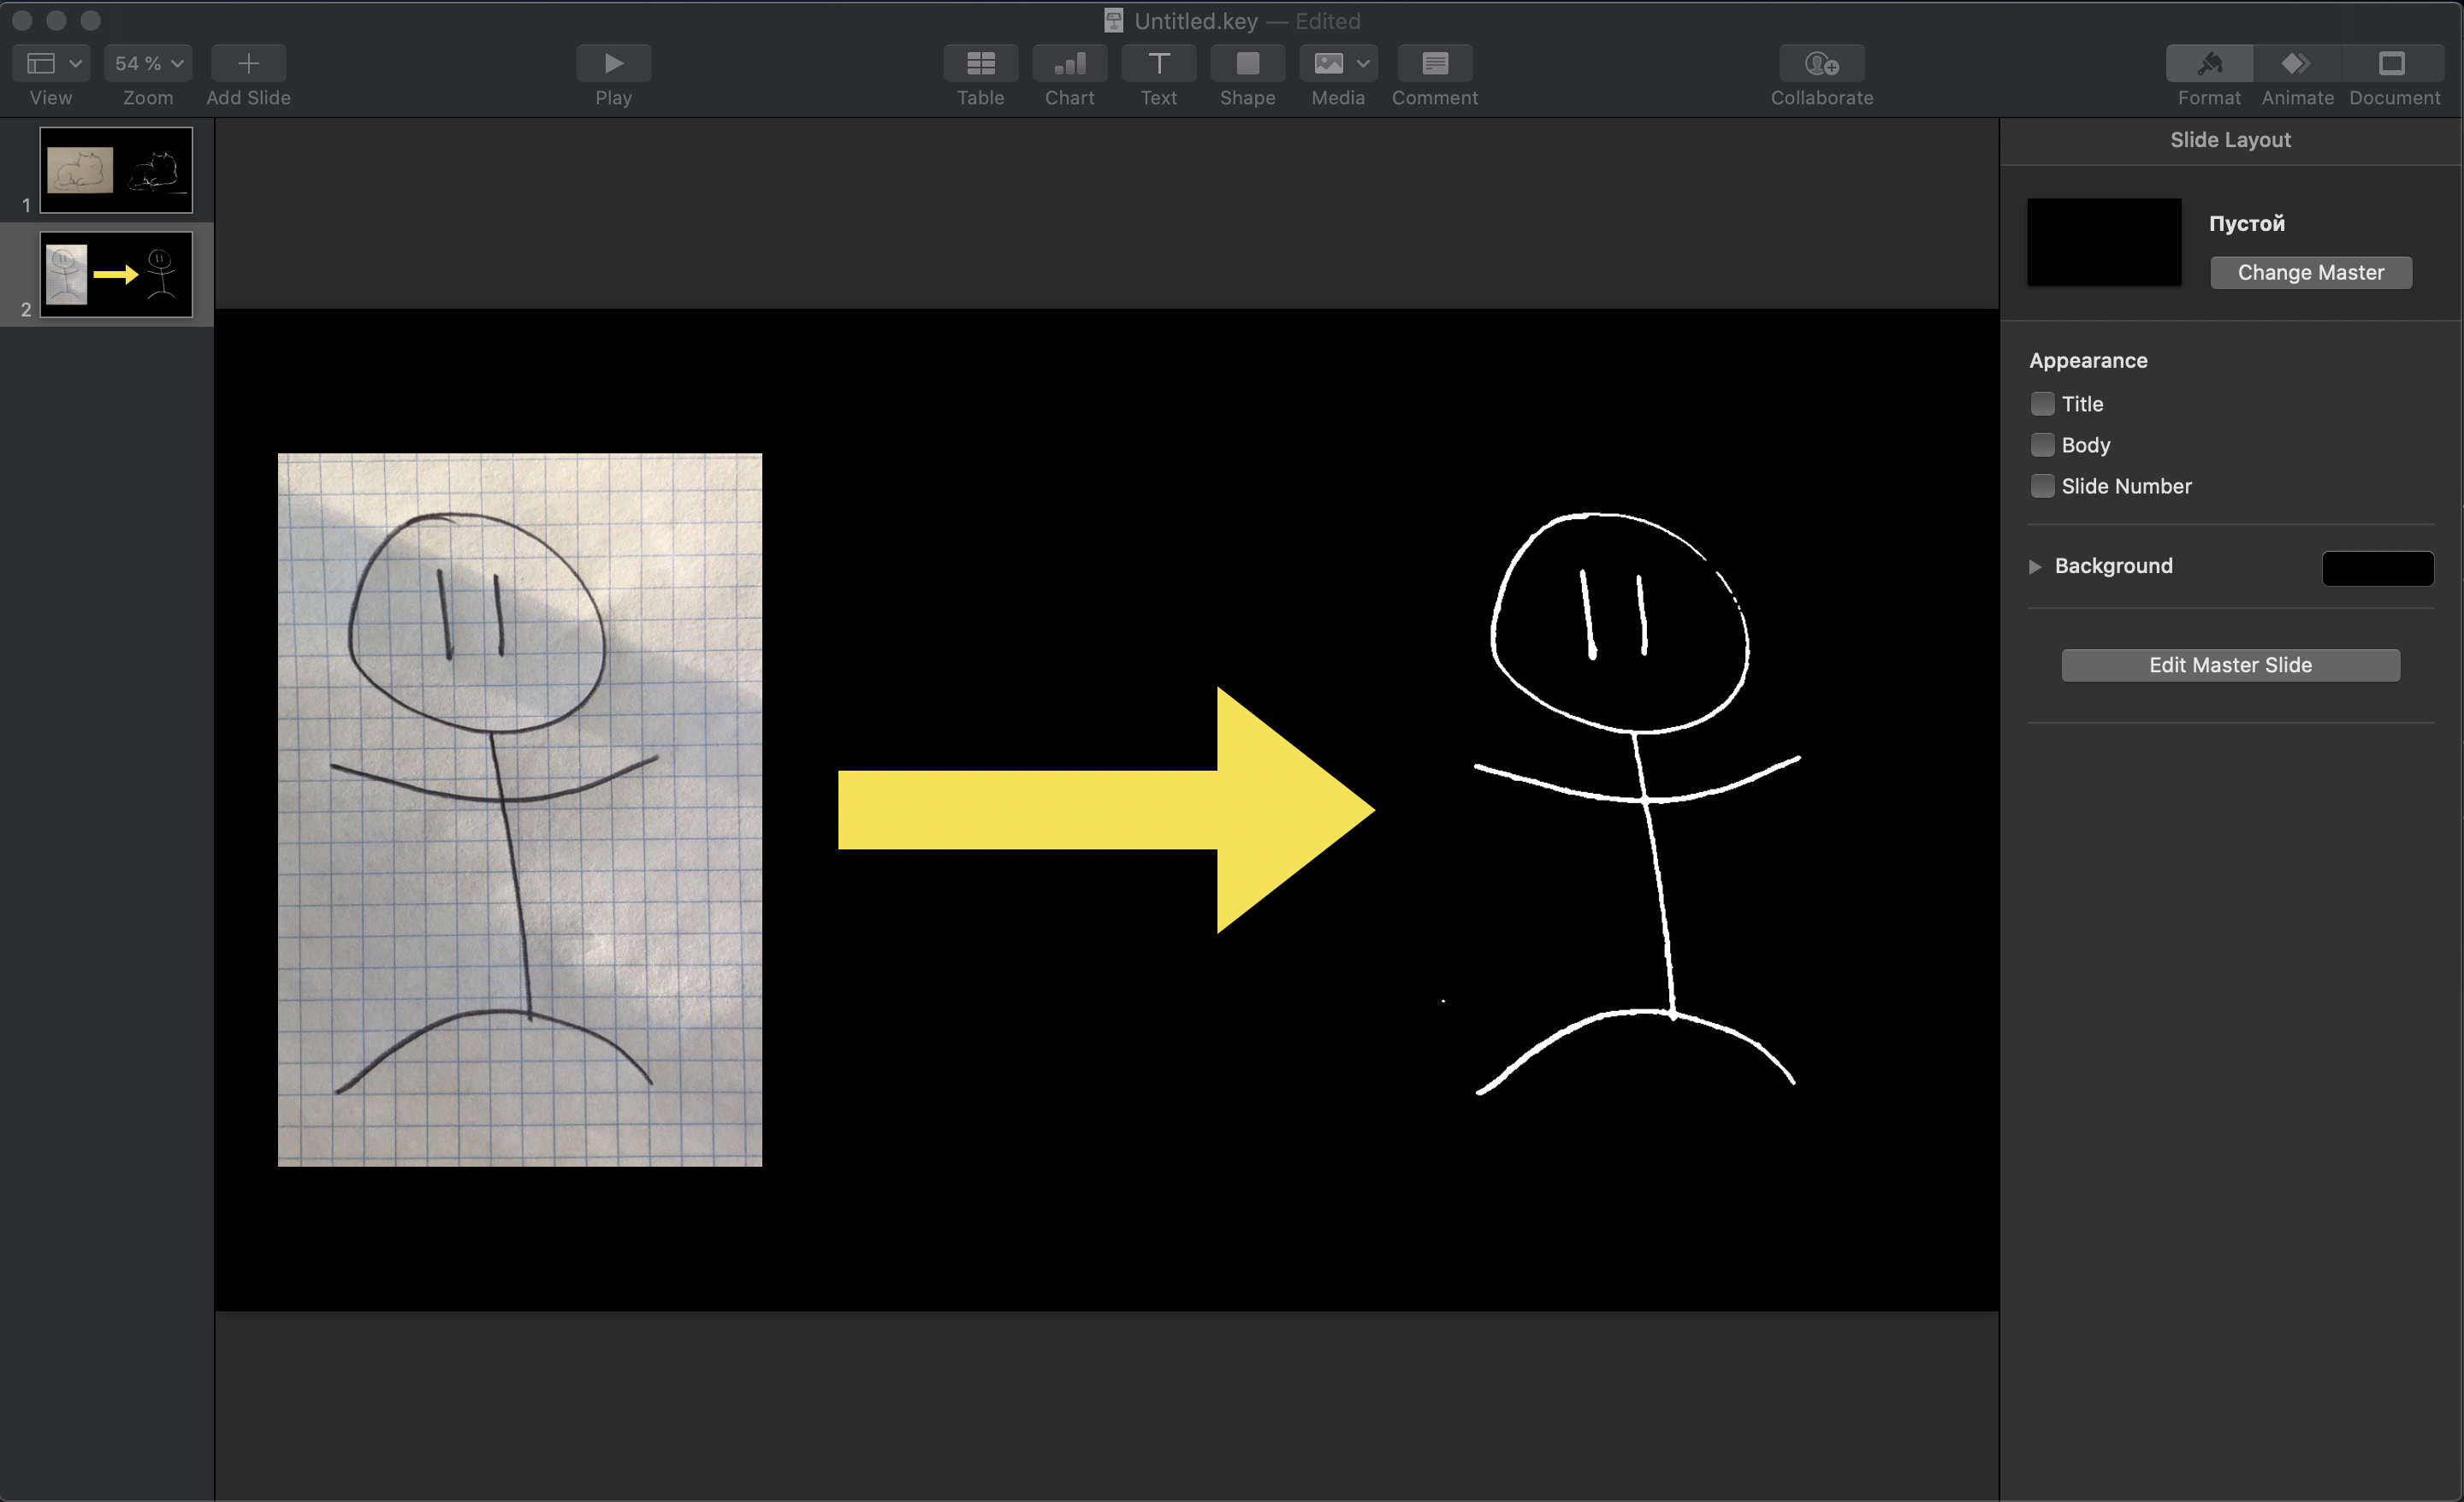 Untitled.key — Edited
54 %
View
Zoom
Add Slide
Play
Table
Chart
Text
Shape
Media
Comment
Collaborate
Format
Animate
Document
1
2
Slide Layout
Пустой
Change Master
Appearance
Title
Body
Slide Number
Background
Edit Master Slide